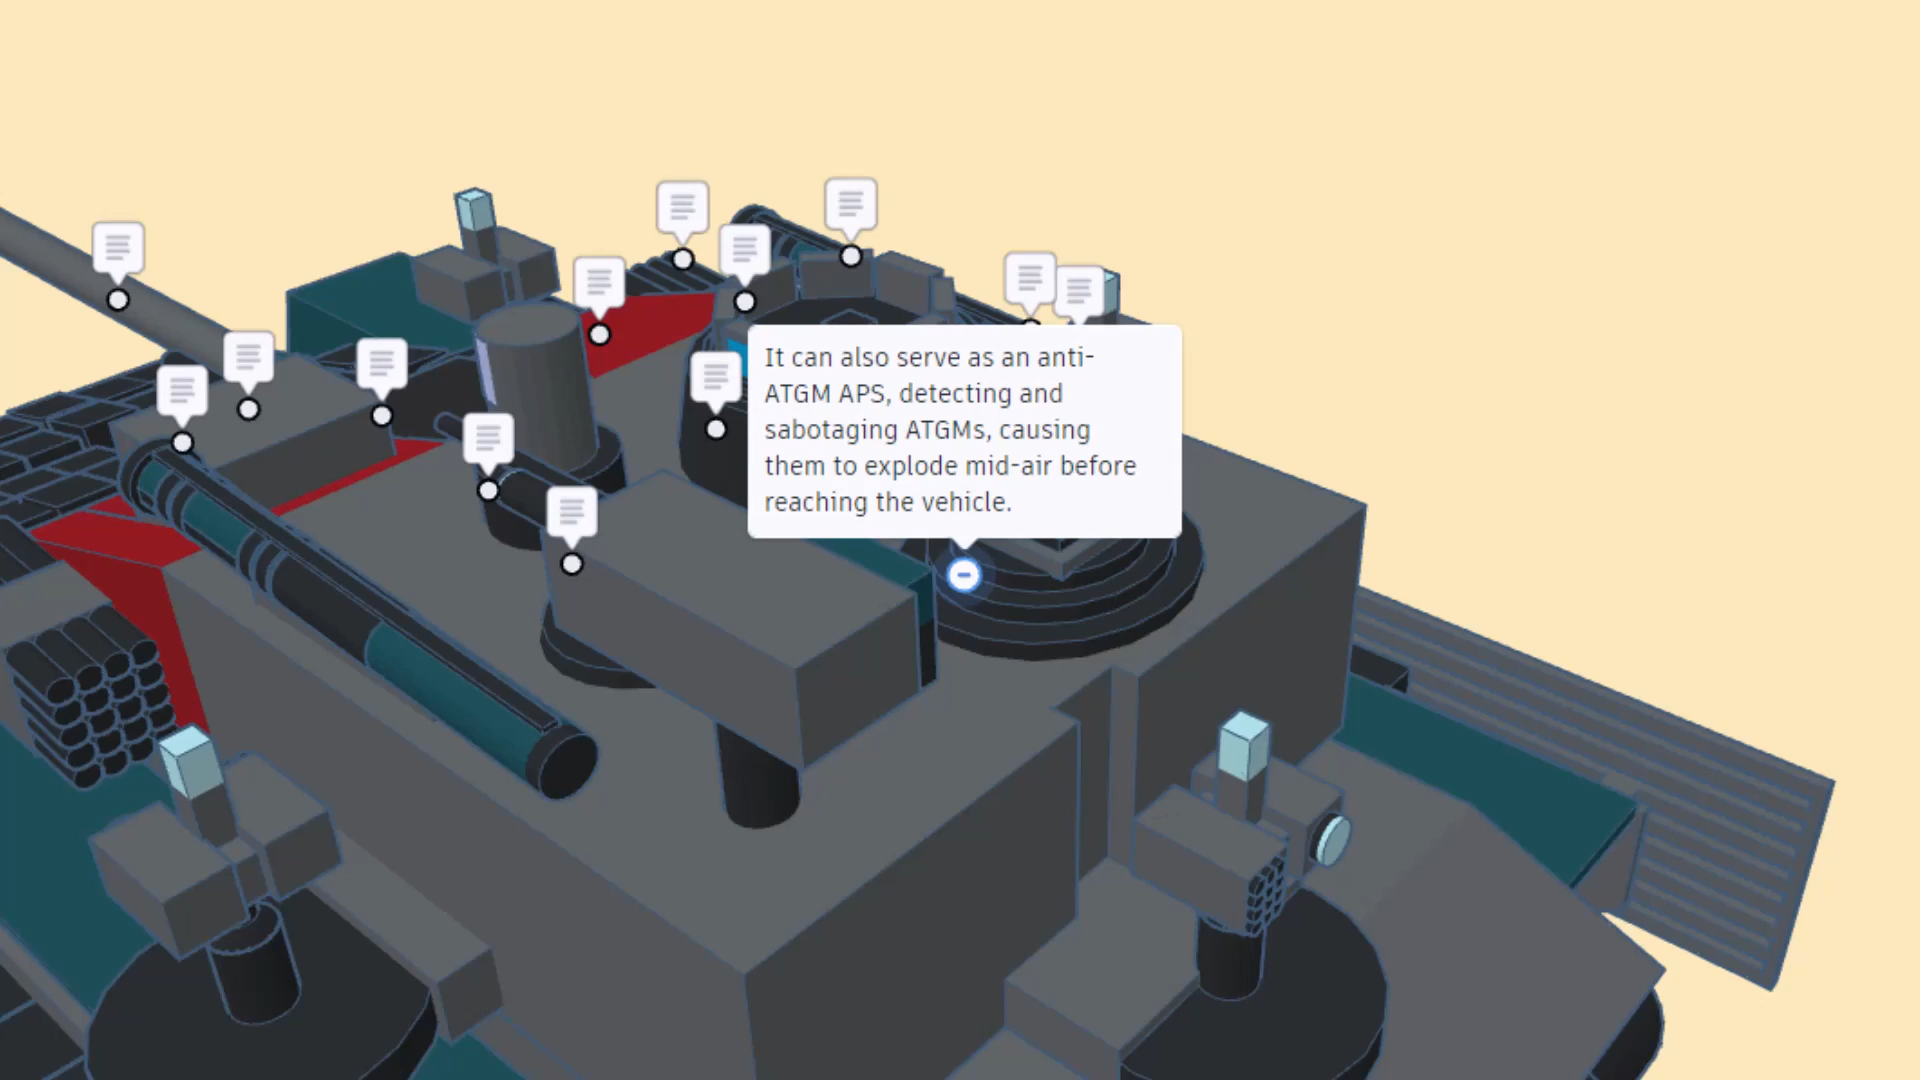 It can also serve as an anti-
ATGM APS, detecting and
sabotaging ATGMs, causing
them to explode mid-air before
reaching the vehicle.